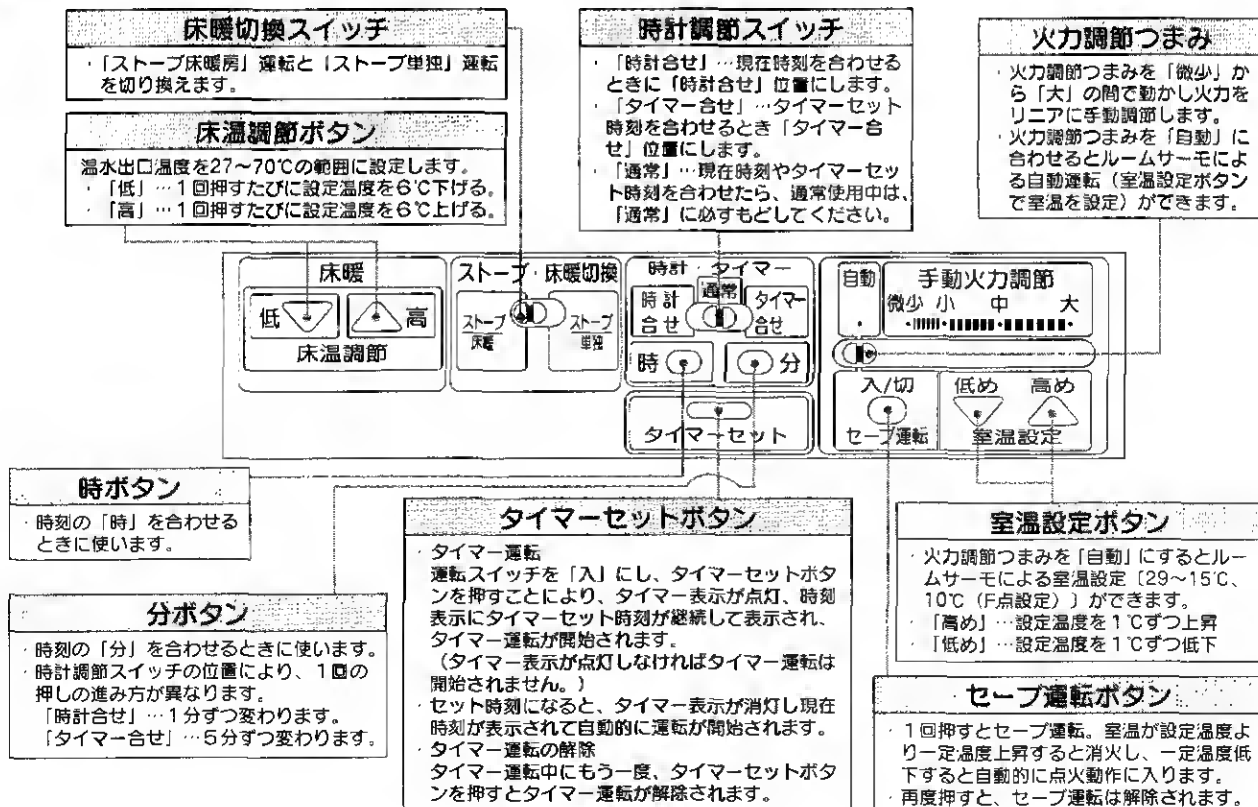 床暖切換スイッチ
・「ストーブ床暖房」運転と「ストーブ単独」運転
を切り換えます。
床温調節ボタン
温水出口温度を27〜70℃の範囲に設定します。
・「低」…1回押すたびに設定温度を6℃下げる。
・「高」…1回押すたびに設定温度を6℃上げる。
時計調節スイッチ
・「時計合せ」…現在時刻を合わせる
ときに「時計合せ」位置にします。
・「タイマー合せ」…タイマーセット
時刻を合わせるとき「タイマー合
せ」位置にします。
・「通常」…現在時刻やタイマーセッ
ト時刻を合わせたら、通常使用中は、
「通常」に必ずもどしてください。
火力調節つまみ
・火力調節つまみを「微少」か
ら「大」の間で動かし火力を
リニアに手動調節します。
・火力調節つまみを「自動」に
合わせるとルームサーモによ
る自動運転(室温設定ボタン
で室温を設定)ができます。
床暖
低 高
床温調節
ストーブ・床暖切換
ストーブ
床暖
ストーブ
単独
時計・タイマー
時計
合せ
通常
タイマー
合せ
時
分
タイマーセット
自動
手動火力調節
微少 小 中 大
入/切
セーブ運転
低め 高め
室温設定
時ボタン
・時刻の「時」を合わせる
ときに使います。
分ボタン
・時刻の「分」を合わせるときに使います。
・時計調節スイッチの位置により、1回の
押しの進み方が異なります。
「時計合せ」…1分ずつ変わります。
「タイマー合せ」…5分ずつ変わります。
タイマーセットボタン
・タイマー運転
運転スイッチを「入」にし、タイマーセットボタ
ンを押すことにより、タイマー表示が点灯、時刻
表示にタイマーセット時刻が継続して表示され、
タイマー運転が開始されます。
(タイマー表示が点灯しなければタイマー運転は
開始されません。)
セット時刻になると、タイマー表示が消灯し現在
時刻が表示されて自動的に運転が開始されます。
・タイマー運転の解除
タイマー運転中にもう一度、タイマーセットボタ
ンを押すとタイマー運転が解除されます。
室温設定ボタン
・火力調節つまみを「自動」にするとルー
ムサーモによる室温設定〔29〜15℃、
10℃(F点設定)〕ができます。
・「高め」…設定温度を1℃ずつ上昇
・「低め」…設定温度を1℃ずつ低下
セーブ運転ボタン
・1回押すとセーブ運転。室温が設定温度よ
り一定温度上昇すると消火し、一定温度低
下すると自動的に点火動作に入ります。
・再度押すと、セーブ運転は解除されます。